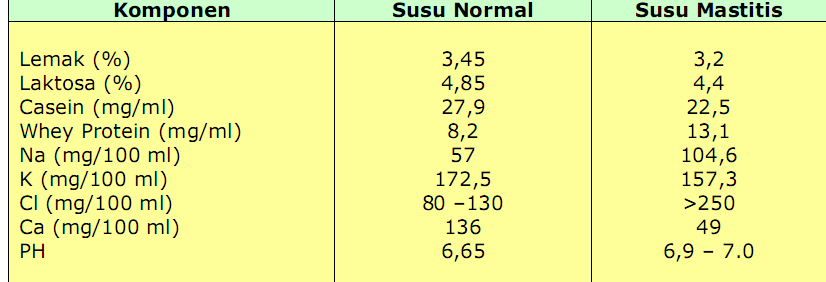 Komponen Susu Normal Susu Mastitis
Lemak (%) 3,45 3,2
Laktosa (%) 4,85 4,4
Casein (mg/ml) 27,9 22,5
Whey Protein (mg/ml) 8,2 13,1
Na (mg/100 ml) 57 104,6
K (mg/100 ml) 172,5 157,3
Cl (mg/100 ml) 80 –130 >250
Ca (mg/100 ml) 136 49
PH 6,65 6,9 – 7.0